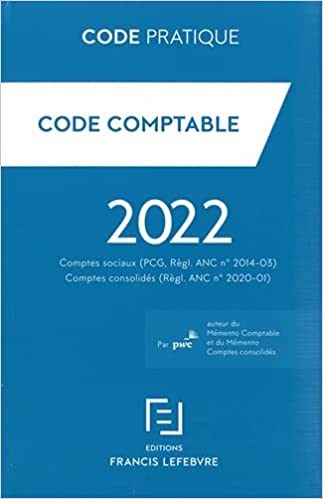 CODE PRATIQUE
CODE COMPTABLE
2022
Comptes sociaux (PCG, Règl. ANC n° 2014-03)
Comptes consolidés (Règl. ANC n° 2020-01)
Par pwc
auteur du
Mémento Comptable
et du Mémento
Comptes consolidés
EFL
EDITIONS
FRANCIS LEFEBVRE